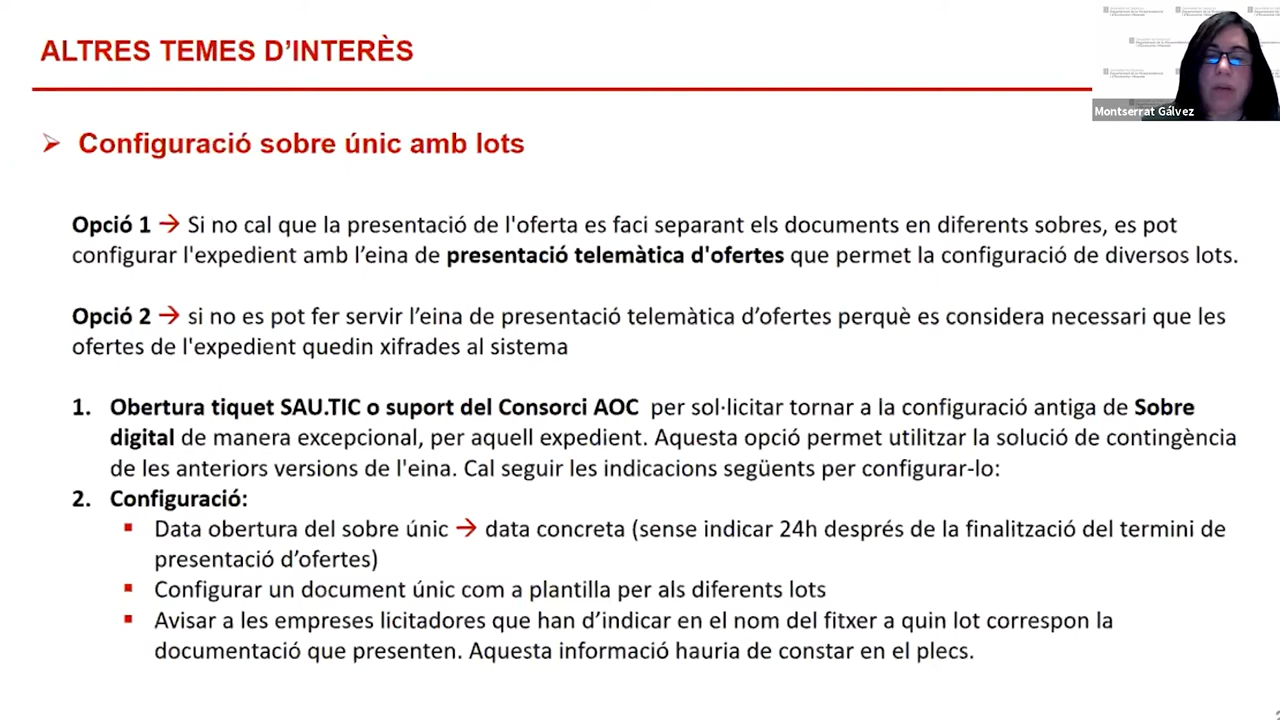 ALTRES TEMES D’INTERÈS
Montserrat Gálvez
➢ Configuració sobre únic amb lots
Opció 1 → Si no cal que la presentació de l'oferta es faci separant els documents en diferents sobres, es pot
configurar l'expedient amb l’eina de presentació telemàtica d'ofertes que permet la configuració de diversos lots.
Opció 2 → si no es pot fer servir l’eina de presentació telemàtica d’ofertes perquè es considera necessari que les
ofertes de l'expedient quedin xifrades al sistema
1. Obertura tiquet SAU.TIC o suport del Consorci AOC per sol·licitar tornar a la configuració antiga de Sobre
digital de manera excepcional, per aquell expedient. Aquesta opció permet utilitzar la solució de contingència
de les anteriors versions de l'eina. Cal seguir les indicacions següents per configurar-lo:
2. Configuració:
▪ Data obertura del sobre únic → data concreta (sense indicar 24h després de la finalització del termini de
presentació d’ofertes)
▪ Configurar un document únic com a plantilla per als diferents lots
▪ Avisar a les empreses licitadores que han d’indicar en el nom del fitxer a quin lot correspon la
documentació que presenten. Aquesta informació hauria de constar en el plecs.